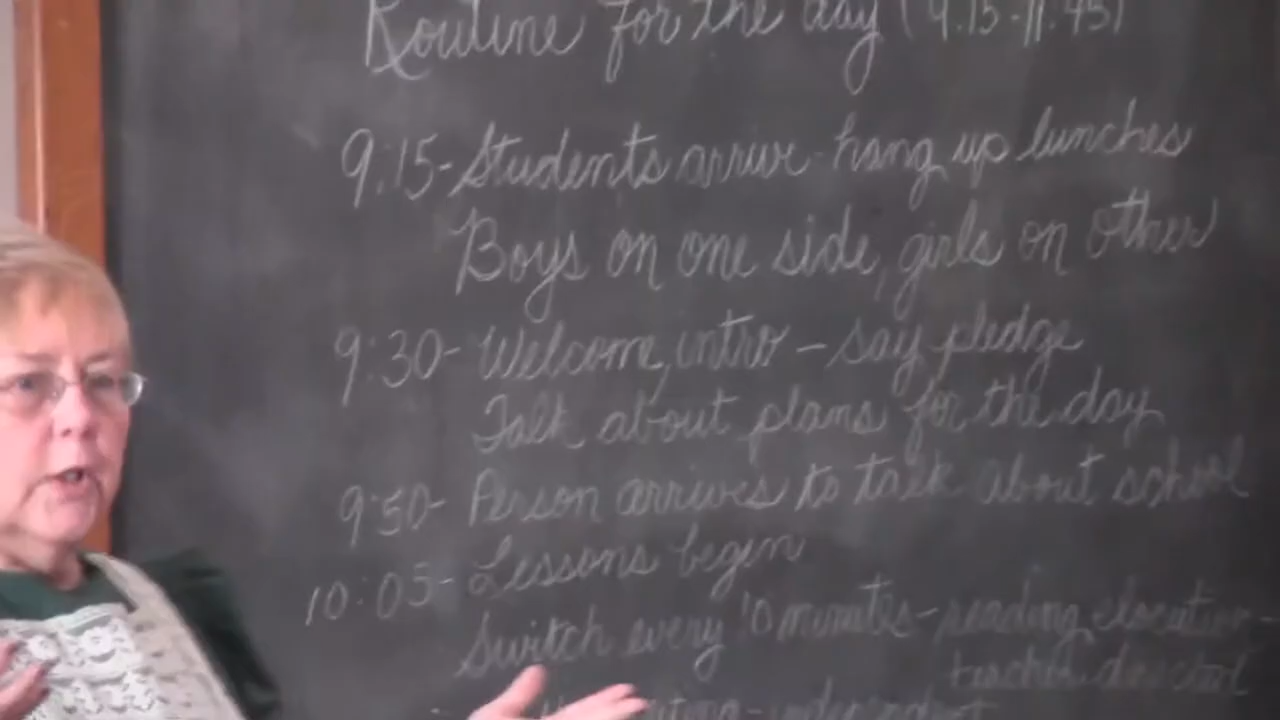 Routine for the day (9:15-11:45)
9:15-Students arrive-hang up lunches
Boys on one side, girls on other
9:30-Welcome, intro - say pledge
Talk about plans for the day
9:50-Person arrives to talk about school
10:05-Lessons begin
Switch every 10 minutes-reading, elocution-
teacher directed